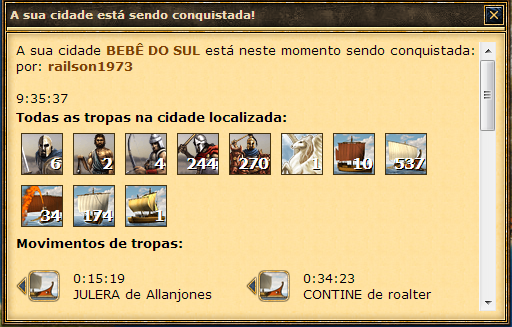 A sua cidade está sendo conquistada!
A sua cidade BEBÊ DO SUL está neste momento sendo conquistada:
por: railson1973
9:35:37
Todas as tropas na cidade localizada:
6 2 4 244 270 1 10 537
34 174 1
Movimentos de tropas:
0:15:19 0:34:23
JULERA de Allanjones CONTINE de roalter